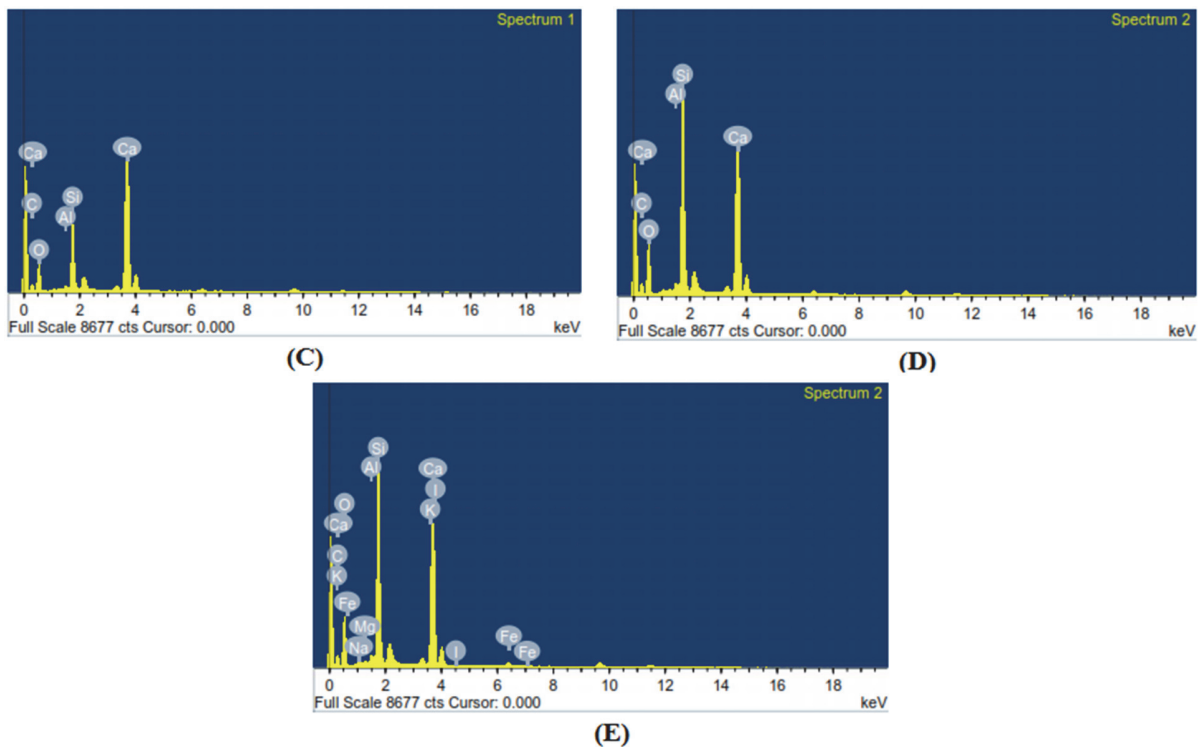 Spectrum 1
Ca
Ca
Si
C
Al
O
0 2 4 6 8 10 12 14 16 18
Full Scale 8677 cts Cursor: 0.000 keV
(C)
Spectrum 2
Si
Al
Ca
Ca
C
O
0 2 4 6 8 10 12 14 16 18
Full Scale 8677 cts Cursor: 0.000 keV
(D)
Spectrum 2
Si
Al
Ca
I
K
O
Ca
C
K
Fe
Mg
Na
I
Fe
Fe
0 2 4 6 8 10 12 14 16 18
Full Scale 8677 cts Cursor: 0.000 keV
(E)